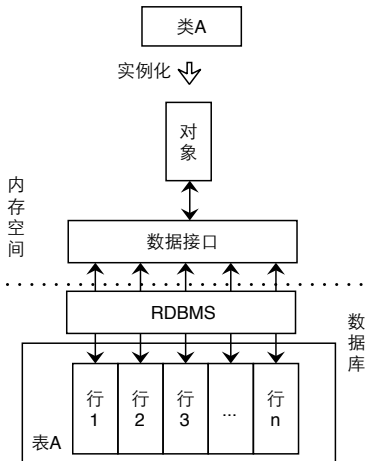 类A
实例化
对象
内存空间
数据接口
RDBMS
数据库
行1
行2
行3
...
行n
表A